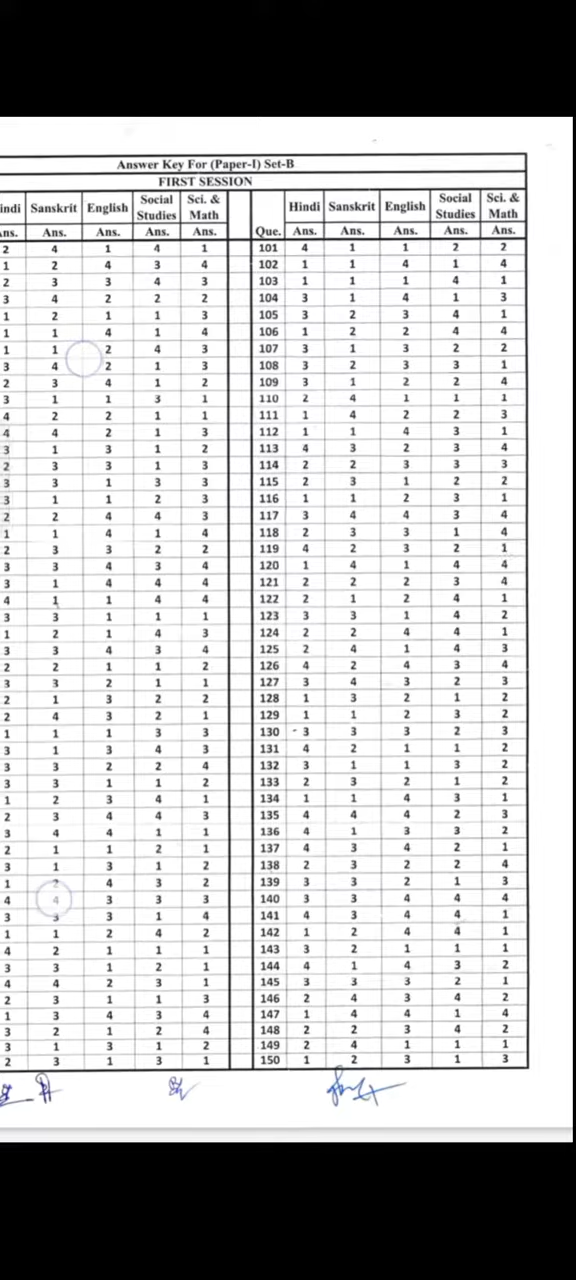 Answer Key For (Paper-I) Set-B
FIRST SESSION
indi Sanskrit English Social Studies Sci. & Math Hindi Sanskrit English Social Studies Sci. & Math
ns. Ans. Ans. Ans. Ans. Que. Ans. Ans. Ans. Ans. Ans.
2 4 1 4 1 101 4 1 1 2 2
1 2 4 3 4 102 1 1 4 1 4
2 3 3 4 3 103 1 1 1 4 1
3 4 2 2 2 104 3 1 4 1 3
1 2 1 1 3 105 3 2 3 4 1
1 1 4 1 4 106 1 2 2 4 4
1 1 2 4 3 107 3 1 3 2 2
3 4 2 1 3 108 3 2 3 3 1
2 3 4 1 2 109 3 1 2 2 4
3 1 1 3 1 110 2 4 1 1 1
4 2 2 1 1 111 1 4 2 2 3
4 4 2 1 3 112 1 1 4 3 1
3 1 3 1 2 113 4 3 2 3 4
2 3 3 1 3 114 2 2 3 3 3
3 3 1 3 3 115 2 3 1 2 2
3 1 1 2 3 116 1 1 2 3 1
2 2 4 4 3 117 3 4 4 3 4
1 1 4 1 4 118 2 3 3 1 4
2 3 3 2 2 119 4 2 3 2 1
3 3 4 3 4 120 1 4 1 4 4
3 1 4 4 4 121 2 2 2 3 4
4 1 1 4 4 122 2 1 2 4 1
3 3 1 1 1 123 3 3 1 4 2
1 2 1 4 3 124 2 2 4 4 1
3 3 4 3 4 125 2 4 1 4 3
2 2 1 1 2 126 4 2 4 3 4
3 3 2 1 1 127 3 4 3 2 3
2 1 3 2 2 128 1 3 2 1 2
2 4 3 2 1 129 1 1 2 3 2
1 1 1 3 3 130 3 3 3 2 3
3 1 3 4 3 131 4 2 1 1 2
3 3 2 2 4 132 3 1 1 3 2
3 3 1 1 2 133 2 3 2 1 2
1 2 3 4 1 134 1 1 4 3 1
2 3 4 4 3 135 4 4 4 2 3
3 4 4 1 1 136 4 1 3 3 2
2 1 1 2 1 137 4 3 4 2 1
3 1 3 1 2 138 2 3 2 2 4
1 2 4 3 2 139 3 3 2 1 3
4 4 3 3 3 140 3 3 4 4 4
3 3 3 1 4 141 4 3 4 4 1
1 1 2 4 2 142 1 2 4 4 1
4 2 1 1 1 143 3 2 1 1 1
3 3 1 2 1 144 4 1 4 3 2
4 4 2 3 1 145 3 3 3 2 1
2 3 1 1 3 146 2 4 3 4 2
1 3 4 3 4 147 1 4 4 1 4
3 2 1 2 4 148 2 2 3 4 2
3 1 3 1 2 149 2 4 1 1 1
2 3 1 3 1 150 1 2 3 1 3